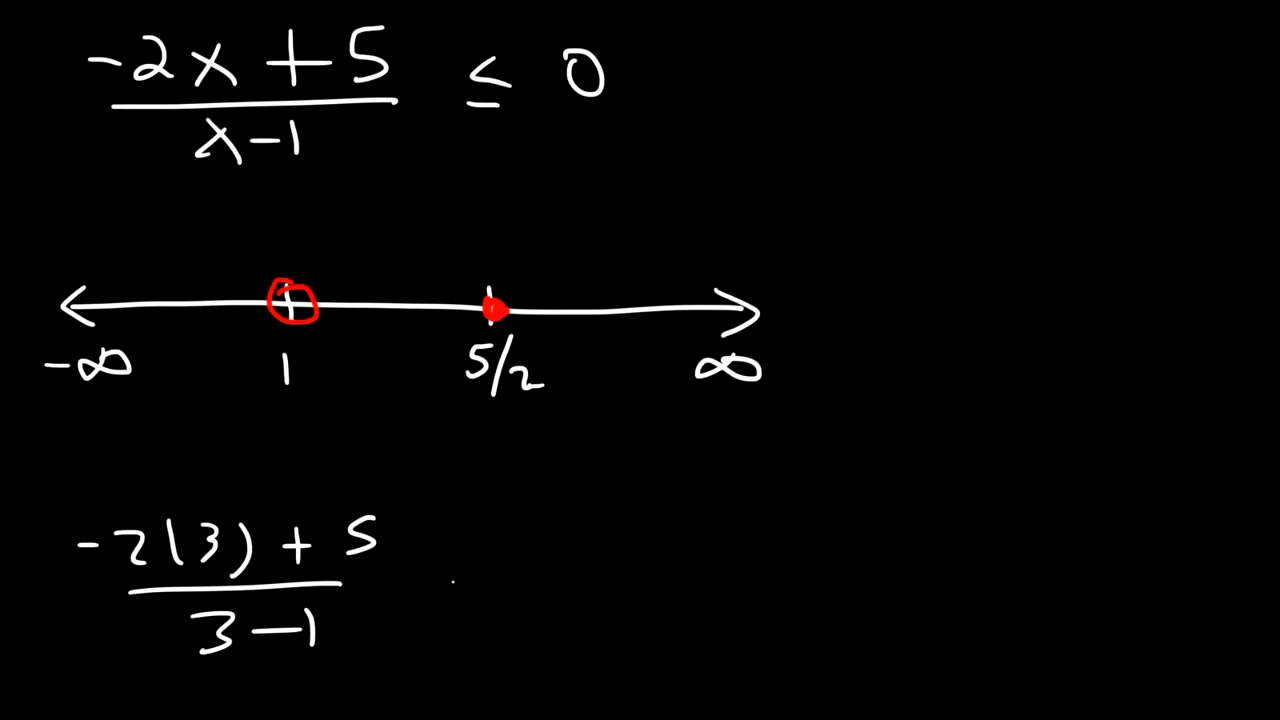 -2x + 5
x - 1
≤ 0
-∞ 1 5/2 ∞
-2(3) + 5
3 - 1